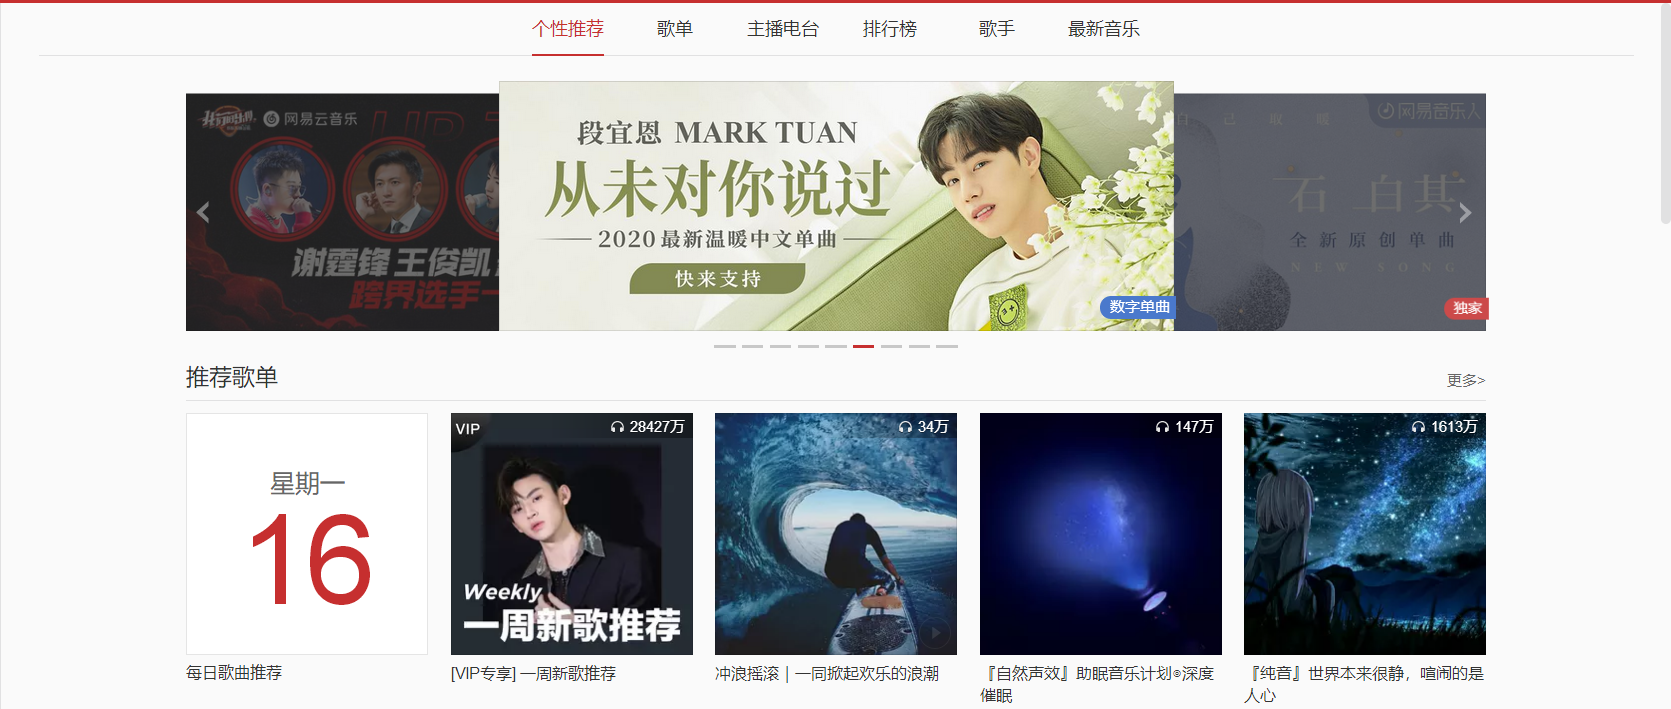 个性推荐
歌单
主播电台
排行榜
歌手
最新音乐
网易云音乐
谢霆锋 王俊凯
跨界选手一
段宜恩 MARK TUAN
从未对你说过
2020最新温暖中文单曲
快来支持
数字单曲
网易音乐人
自己取暖
石白其
全新原创单曲
NEW SONG
独家
推荐歌单
更多>
星期一
16
每日歌曲推荐
VIP
28427万
Weekly
一周新歌推荐
[VIP专享] 一周新歌推荐
34万
冲浪摇滚｜一同掀起欢乐的浪潮
147万
『自然声效』助眠音乐计划⊙深度
催眠
1613万
『纯音』世界本来很静，喧闹的是
人心